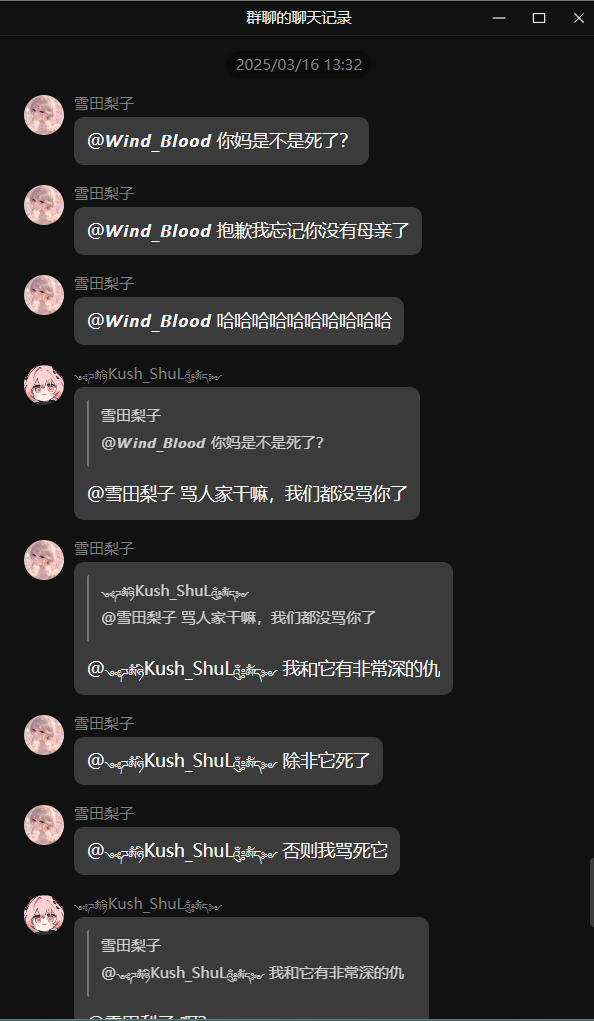 群聊的聊天记录
2025/03/16 13:32
雪田梨子
@Wind_Blood 你妈是不是死了？
雪田梨子
@Wind_Blood 抱歉我忘记你没有母亲了
雪田梨子
@Wind_Blood 哈哈哈哈哈哈哈哈哈哈
Kush_ShuL
雪田梨子
@Wind_Blood 你妈是不是死了？
@雪田梨子 骂人家干嘛，我们都没骂你了
雪田梨子
Kush_ShuL
@雪田梨子 骂人家干嘛，我们都没骂你了
@Kush_ShuL 我和它有非常深的仇
雪田梨子
@Kush_ShuL 除非它死了
雪田梨子
@Kush_ShuL 否则我骂死它
Kush_ShuL
雪田梨子
@Kush_ShuL 我和它有非常深的仇
@雪田梨子